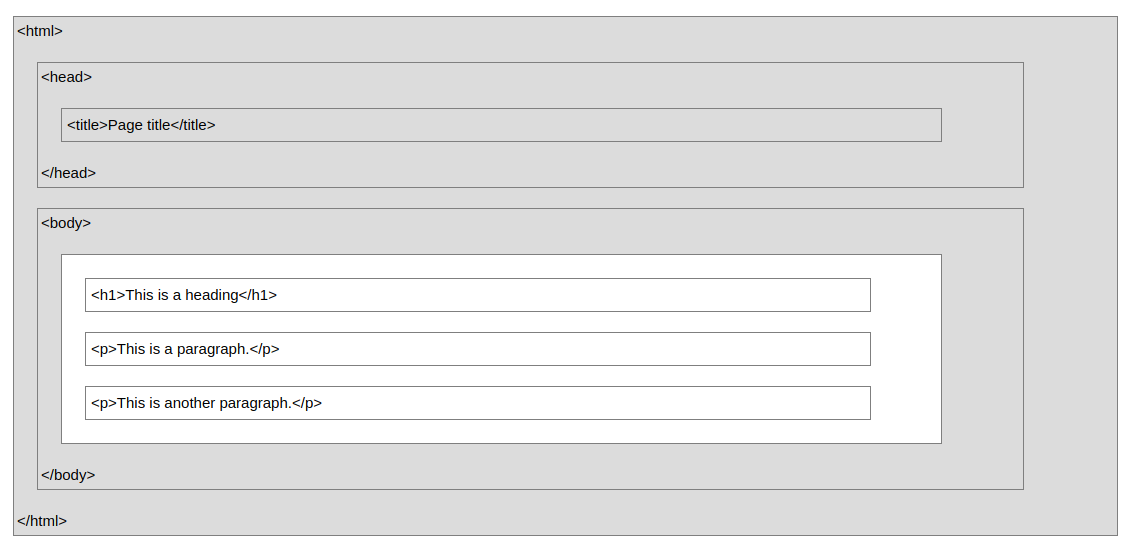 <html>
<head>
<title>Page title</title>
</head>
<body>
<h1>This is a heading</h1>
<p>This is a paragraph.</p>
<p>This is another paragraph.</p>
</body>
</html>